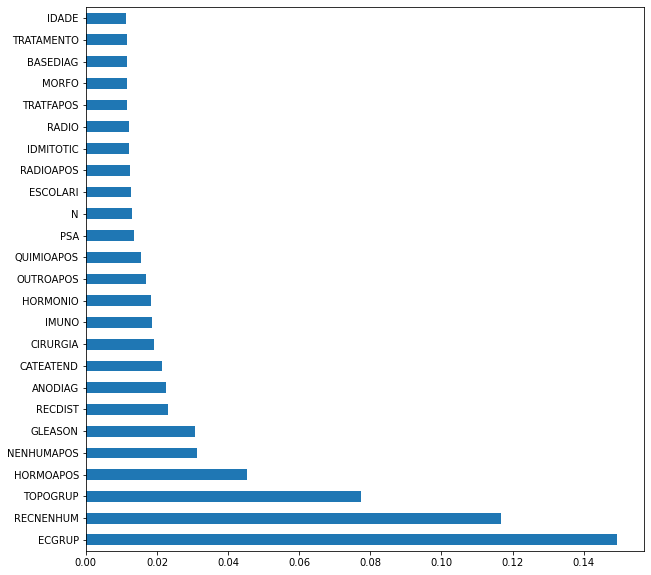 IDADE
TRATAMENTO
BASEDIAG
MORFO
TRATFAPOS
RADIO
IDMITOTIC
RADIOAPOS
ESCOLARI
N
PSA
QUIMIOAPOS
OUTROAPOS
HORMONIO
IMUNO
CIRURGIA
CATEATEND
ANODIAG
RECDIST
GLEASON
NENHUMAPOS
HORMOAPOS
TOPOGRUP
RECNENHUM
ECGRUP
0.00 0.02 0.04 0.06 0.08 0.10 0.12 0.14